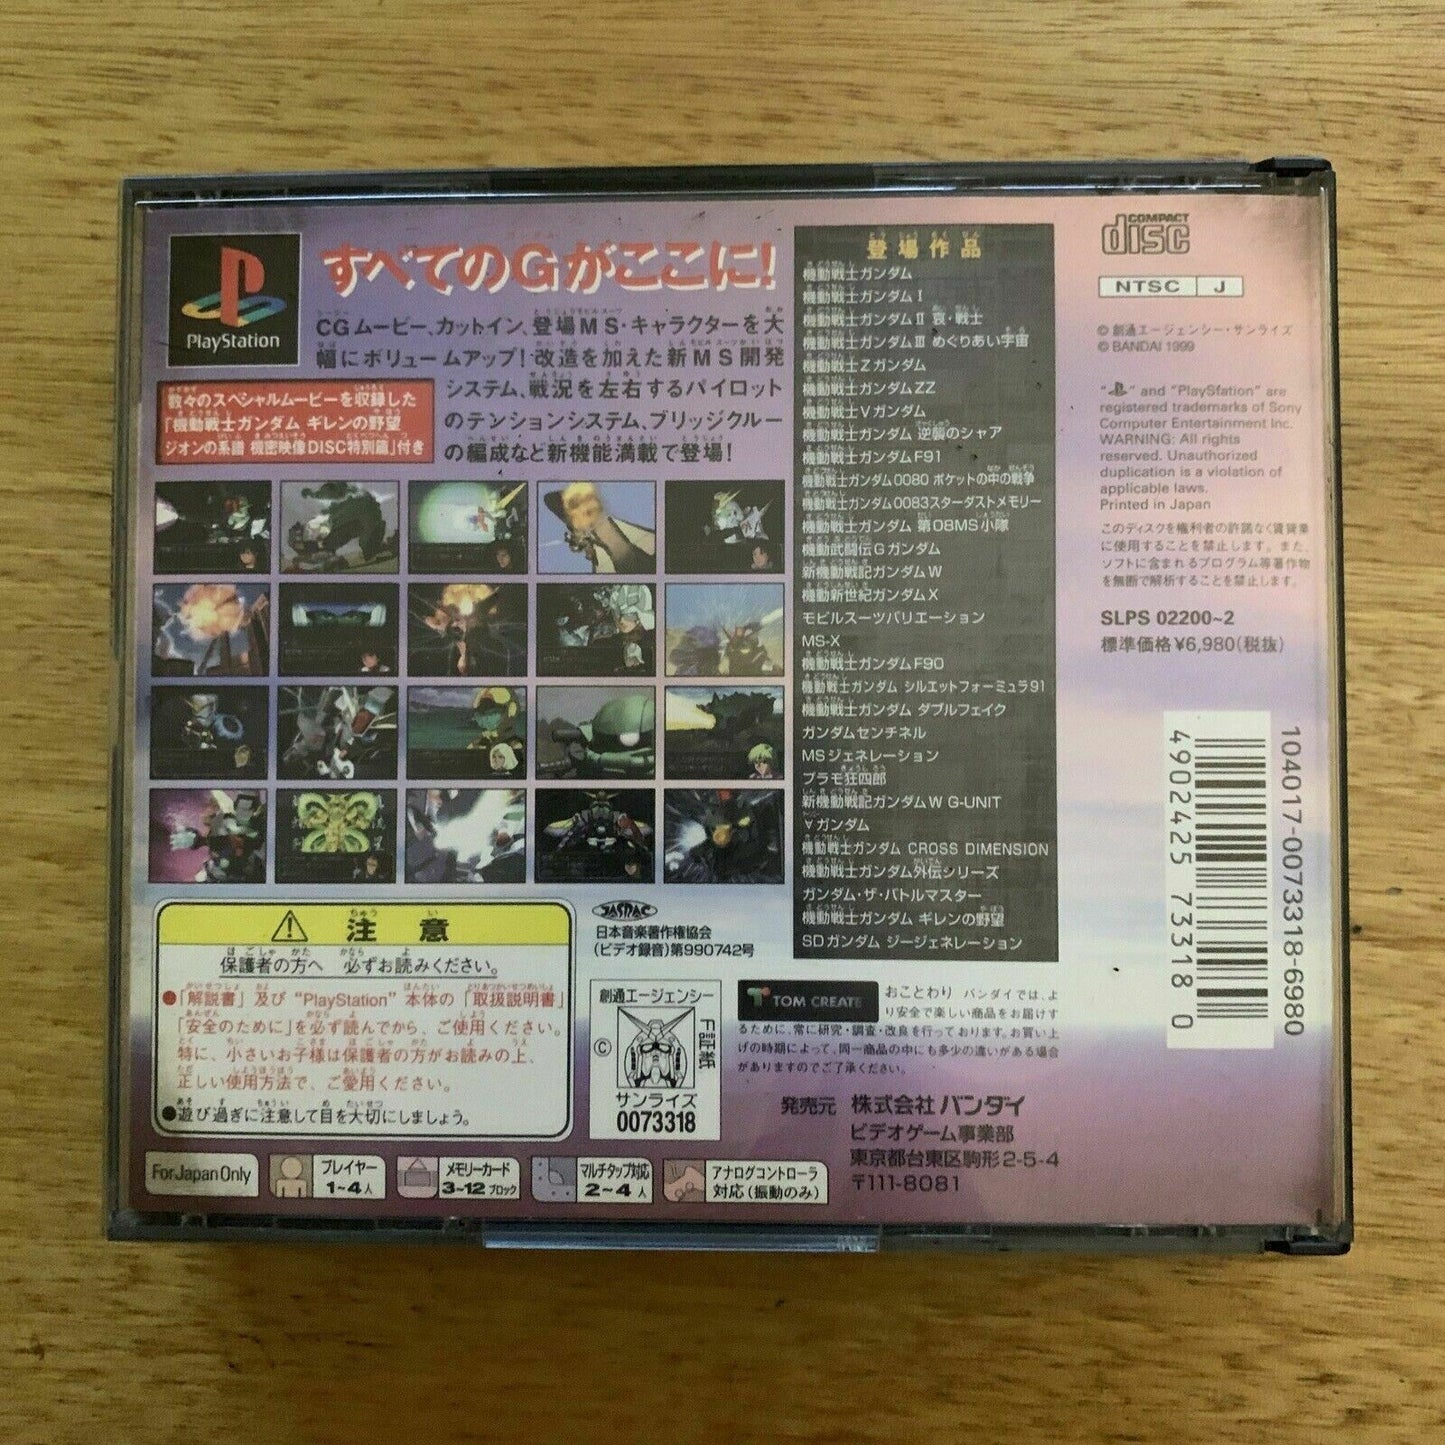 PlayStation
すべてのGがここに!
CGムービー、カットイン、登場MS・キャラクターを大
幅にボリュームアップ!改造を加えた新MS開発
システム、戦況を左右するパイロット
のテンションシステム、ブリッジクルー
の編成など新機能満載で登場!
数々のスペシャルムービーを収録した
「機動戦士ガンダム ギレンの野望
ジオンの系譜 機密映像DISC特別篇」付き
登場作品
機動戦士ガンダム
機動戦士ガンダムⅠ
機動戦士ガンダムⅡ 哀・戦士
機動戦士ガンダムⅢ めぐりあい宇宙
機動戦士Zガンダム
機動戦士ガンダムZZ
機動戦士Vガンダム
機動戦士ガンダム 逆襲のシャア
機動戦士ガンダムF91
機動戦士ガンダム0080 ポケットの中の戦争
機動戦士ガンダム0083スターダストメモリー
機動戦士ガンダム 第08MS小隊
機動武闘伝Gガンダム
新機動戦記ガンダムW
機動新世紀ガンダムX
モビルスーツバリエーション
MS-X
機動戦士ガンダムF90
機動戦士ガンダム シルエットフォーミュラ91
機動戦士ガンダム ダブルフェイク
ガンダムセンチネル
MSジェネレーション
プラモ狂四郎
新機動戦記ガンダムW G-UNIT
∀ガンダム
機動戦士ガンダム CROSS DIMENSION
機動戦士ガンダム外伝シリーズ
ガンダム・ザ・バトルマスター
機動戦士ガンダム ギレンの野望
SDガンダム ジージェネレーション
COMPACT
disc
NTSC J
© 創通エージェンシー・サンライズ
© BANDAI 1999
" " and "PlayStation" are
registered trademarks of Sony
Computer Entertainment Inc.
WARNING: All rights
reserved. Unauthorized
duplication is a violation of
applicable laws.
Printed in Japan
このディスクを権利者の許諾なく賃貸業
に使用することを禁止します。また、
ソフトに含まれるプログラム等著作物
を無断で解析することを禁止します。
SLPS 02200~2
標準価格¥6,980(税抜)
4902425 733180
1040117-0073318-6980
注意
保護者の方へ 必ずお読みください。
●「解説書」及び"PlayStation"本体の「取扱説明書」
「安全のために」を必ず読んでから、ご使用ください。
特に、小さいお子様は保護者の方がお読みの上、
正しい使用方法で、ご愛用ください。
●遊び過ぎに注意して目を大切にしましょう。
JASRAC
日本音楽著作権協会
(ビデオ録音)第990742号
創通エージェンシー
©
F証紙
サンライズ
0073318
TOM CREATE
おことわり バンダイでは、よ
り安全で楽しい商品をお届けす
るために、常に研究・調査・改良を行っております。お買い上
げの時期によって、同一商品の中にも多少の違いがある場合
がありますのでご了承ください。
発売元 株式会社 バンダイ
ビデオゲーム事業部
東京都台東区駒形2-5-4
〒111-8081
For Japan Only
プレイヤー
1~4人
メモリーカード
3~12ブロック
マルチタップ対応
2~4人
アナログコントローラ
対応(振動のみ)